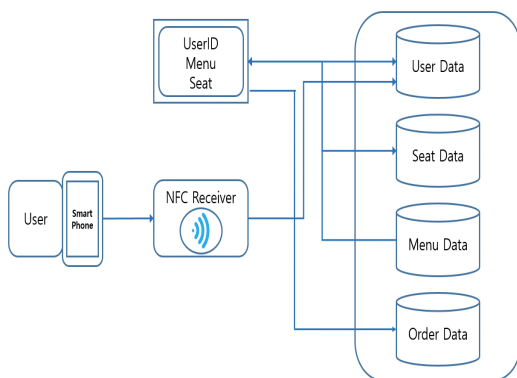 UserID
Menu
Seat
User Data
Seat Data
NFC Receiver
User
Smart
Phone
Menu Data
Order Data